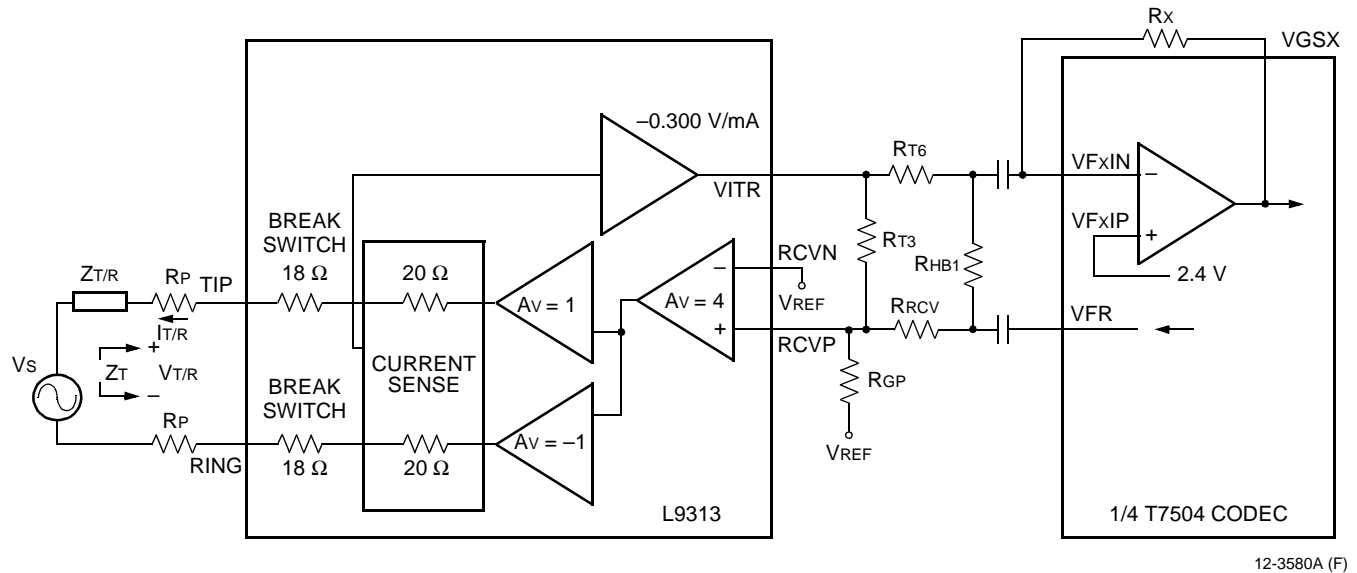 RX
VGSX
–0.300 V/mA
VITR
RT6
VFXIN
–
VFXIP
+
2.4 V
BREAK
SWITCH
18 Ω
20 Ω
AV = 1
AV = 4
–
+
RCVN
VREF
RCVP
RT3
RHB1
RRCV
VFR
ZT/R
RP
TIP
IT/R
VS
+
ZT
VT/R
–
CURRENT
SENSE
RGP
VREF
BREAK
SWITCH
18 Ω
20 Ω
AV = –1
RP
RING
L9313
1/4 T7504 CODEC
12-3580A (F)